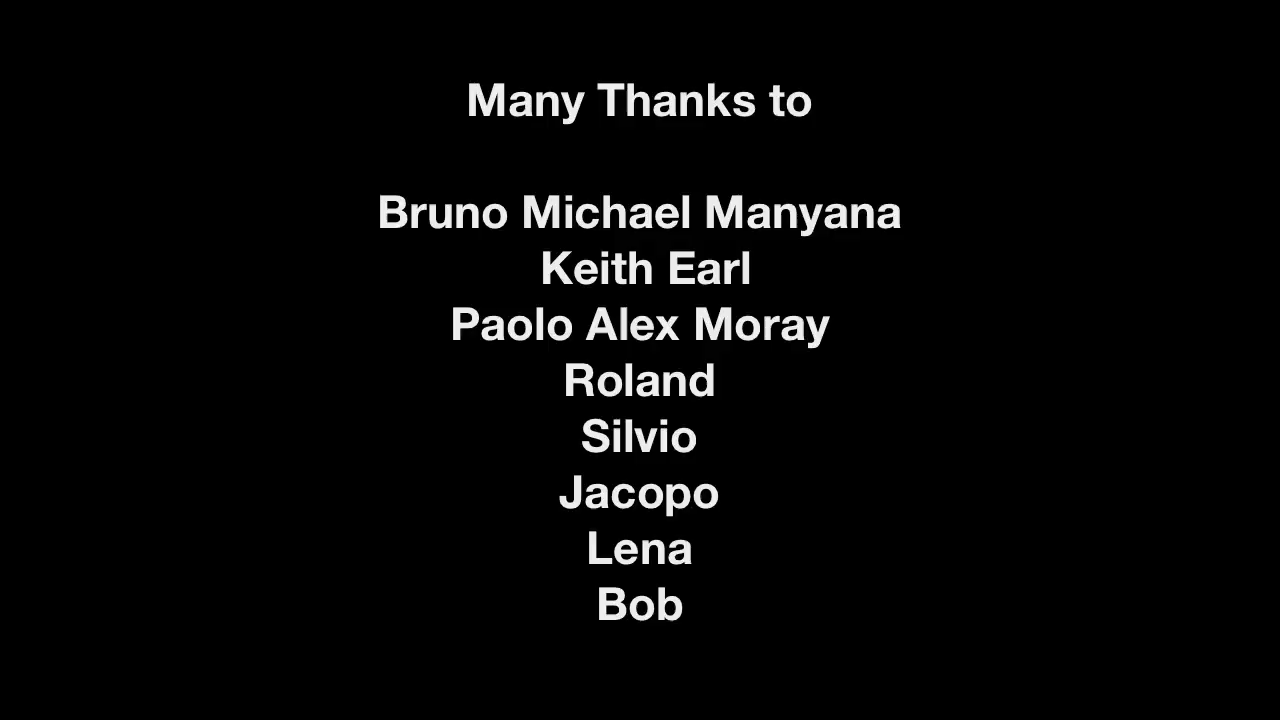 Many Thanks to
Bruno Michael Manyana
Keith Earl
Paolo Alex Moray
Roland
Silvio
Jacopo
Lena
Bob